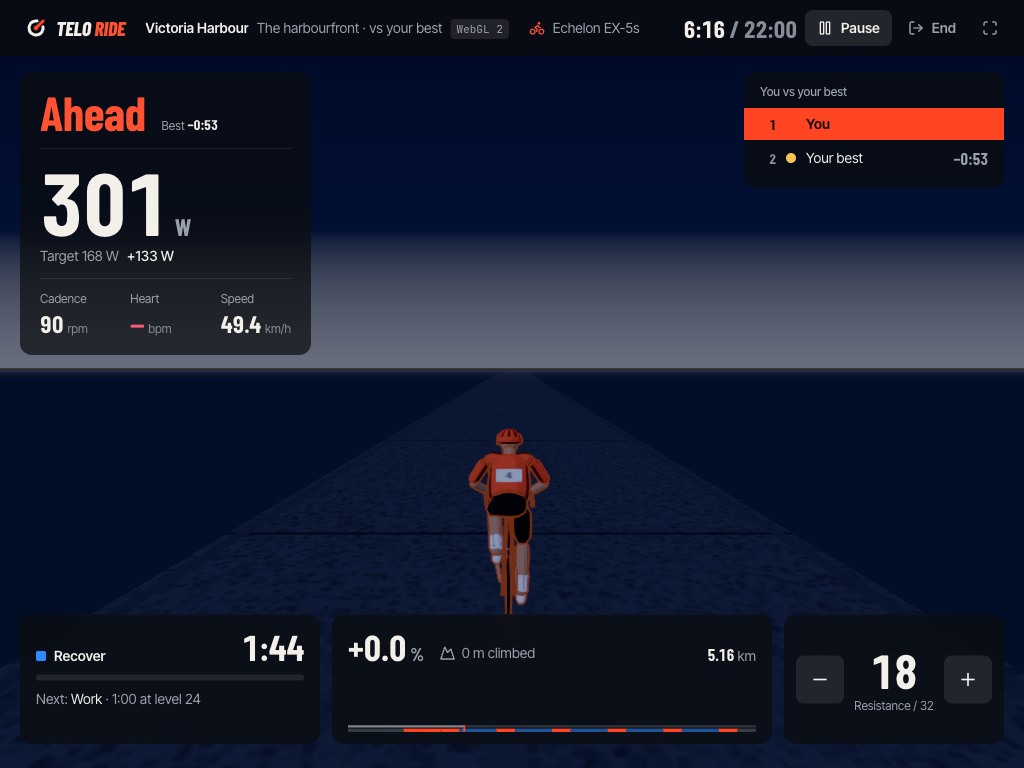 TELO RIDE
Victoria Harbour The harbourfront · vs your best WebGL 2 Echelon EX-5s 6:16 / 22:00 Pause End
Ahead Best −0:53
301 W
Target 168 W +133 W
Cadence Heart Speed
90 rpm – bpm 49.4 km/h
You vs your best
1 You
2 Your best −0:53
4
Recover 1:44
Next: Work · 1:00 at level 24
+0.0 % 0 m climbed 5.16 km
− 18 +
Resistance / 32